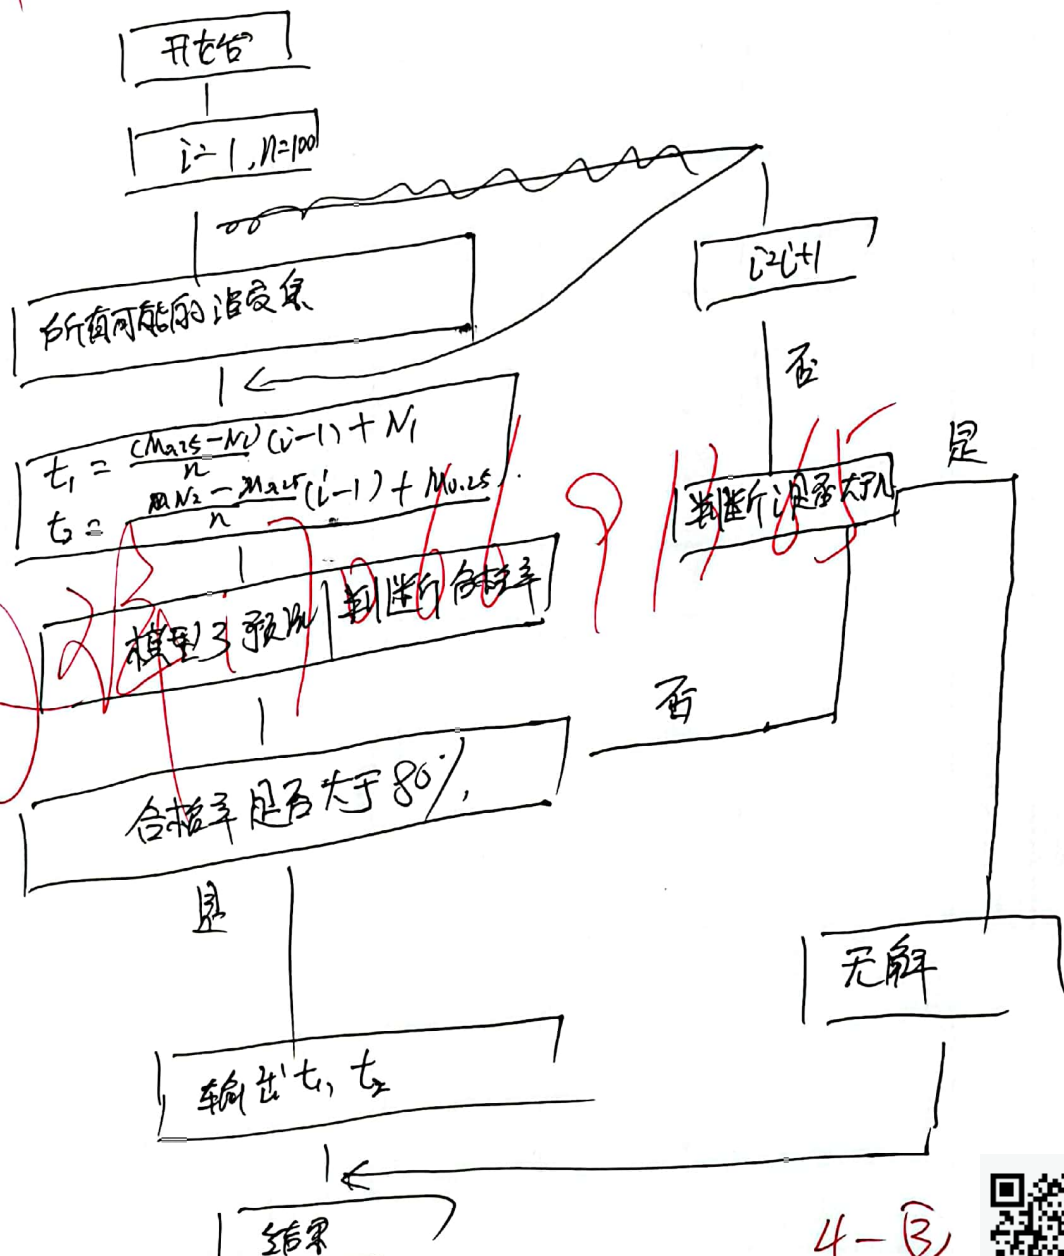 开始
i=1,n=100
所有可能的温度集
i=i+1
否
t₁ = (M0.25-N1)/n (i-1) + N1
t₂ = N2-M0.25/n (i-1) + M0.25
判断i是否大于n
是
模型3预测 判断合格率
否
合格率是否大于80%
是
无解
输出t₁, t₂
结果
4-B